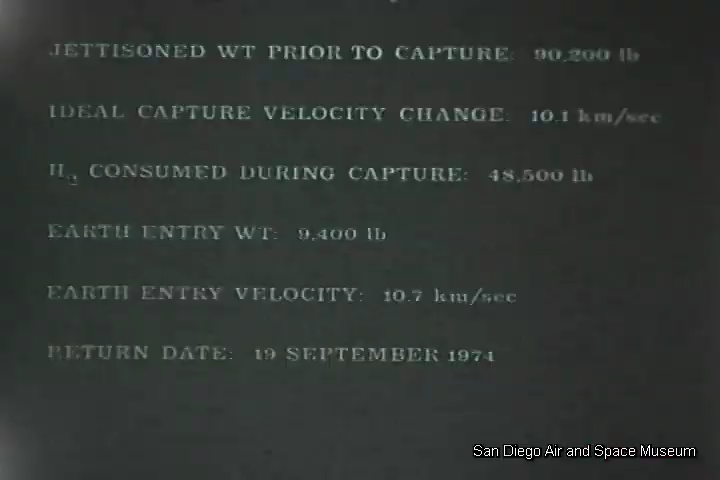 JETTISONED WT PRIOR TO CAPTURE: 90,200 lb
IDEAL CAPTURE VELOCITY CHANGE: 10.1 km/sec
H₂ CONSUMED DURING CAPTURE: 48,500 lb
EARTH ENTRY WT: 9,400 lb
EARTH ENTRY VELOCITY: 10.7 km/sec
RETURN DATE: 19 SEPTEMBER 1974
San Diego Air and Space Museum